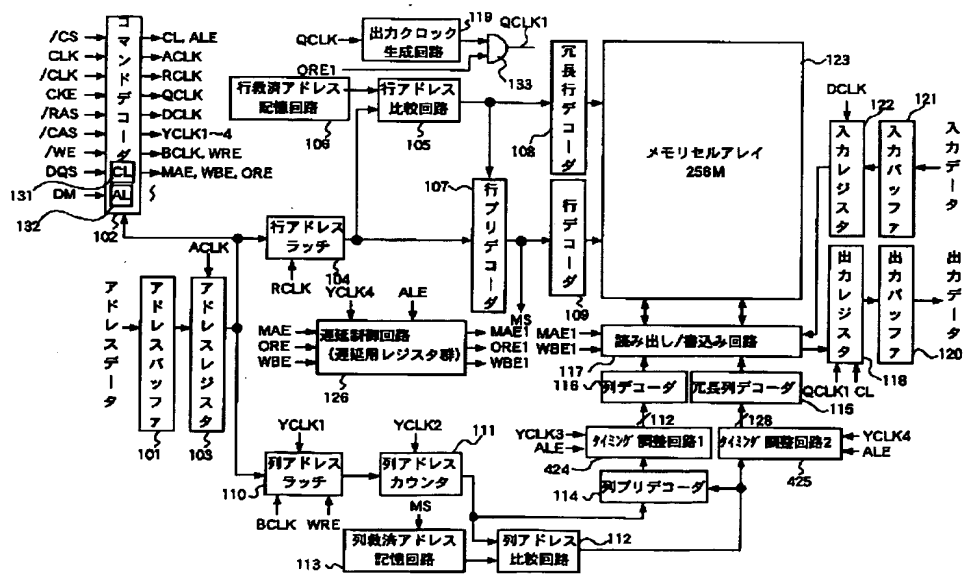 /CS
CLK
/CLK
CKE
/RAS
/CAS
/WE
DQS
DM
131
132
コマンドデコーダ
CL
AL
102
CL, ALE
ACLK
RCLK
QCLK
DCLK
YCLK1〜4
BCLK, WRE
MAE, WBE, ORE
119
QCLK
出力クロック
生成回路
QCLK1
ORE1
133
行救済アドレス
記憶回路
106
行アドレス
比較回路
105
冗長行デコーダ
108
107
行プリデコーダ
行デコーダ
109
MS
メモリセルアレイ
256M
123
DCLK
122
121
入力レジスタ
入力バッファ
入力データ
出力レジスタ
出力バッファ
出力データ
118
120
QCLK1 CL
行アドレス
ラッチ
104
RCLK
ACLK
アドレスデータ
アドレスバッファ
101
アドレスレジスタ
103
YCLK4
ALE
MAE
ORE
WBE
遅延制御回路
(遅延用レジスタ群)
126
MAE1
ORE1
WBE1
MAE1
WBE1
読み出し/書込み回路
117
116
列デコーダ
冗長列デコーダ
115
112
128
YCLK3
ALE
タイミング調整回路1
424
タイミング調整回路2
425
YCLK4
ALE
114
列プリデコーダ
YCLK1
列アドレス
ラッチ
110
BCLK
WRE
YCLK2
列アドレス
カウンタ
111
MS
列救済アドレス
記憶回路
113
列アドレス
比較回路
112